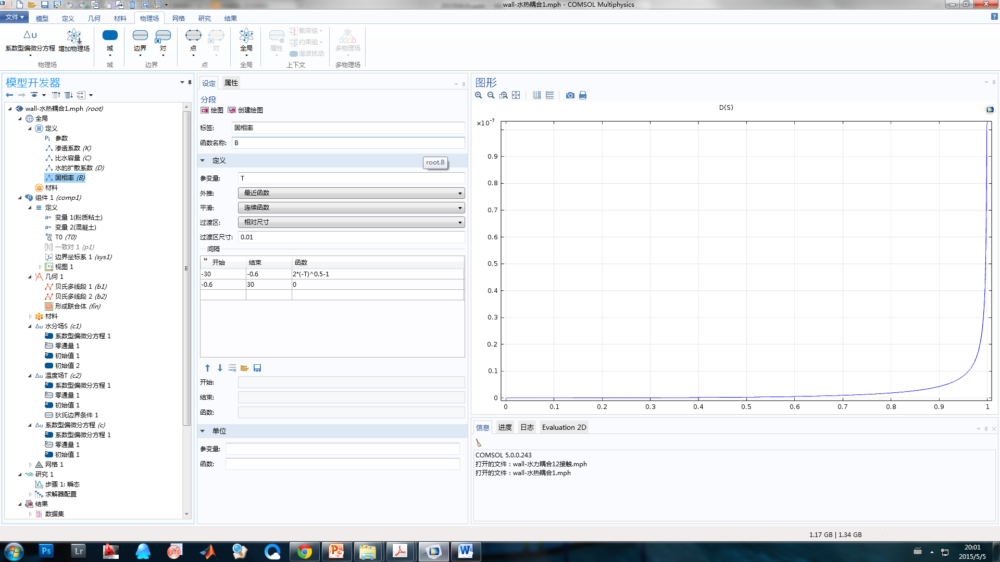 wall-水热耦合1.mph - COMSOL Multiphysics
文件
模型
定义
几何
材料
物理场
网格
研究
结果
Δu
系数型偏微分方程
增加物理场
物理场
域
域
边界
对
边界
点
对
点
全局
全局
属性
载荷组
约束组
谐波扰动
上下文
多物理场
多物理场
模型开发器
wall-水热耦合1.mph (root)
全局
定义
Pi 参数
渗透系数 (K)
比水容量 (C)
水的扩散系数 (D)
固相率 (B)
材料
组件 1 (comp1)
定义
a= 变量 1(粉质粘土)
a= 变量 2(混凝土)
f(x) T0 (T0)
一致对 1 (p1)
边界坐标系 1 (sys1)
xy 视图 1
几何 1
贝氏多线段 1 (b1)
贝氏多线段 2 (b2)
形成联合体 (fin)
材料
Δu 水分场S (c1)
系数型偏微分方程 1
零通量 1
初始值 1
初始值 2
Δu 温度场T (c2)
系数型偏微分方程 1
零通量 1
初始值 1
狄氏边界条件 1
Δu 系数型偏微分方程 (c)
系数型偏微分方程 1
零通量 1
初始值 1
网格 1
研究 1
步骤 1: 瞬态
求解器配置
结果
数据集
设定
属性
分段
绘图
创建绘图
标签: 固相率
函数名称: B
定义
root.B
参变量: T
外推: 最近函数
平滑: 连续函数
过渡区: 相对尺寸
过渡区尺寸: 0.01
间隔
开始 结束 函数
-30 -0.6 2*(-T)^0.5-1
-0.6 30 0
开始:
结束:
函数:
单位
参变量:
函数:
图形
D(S)
×10-7
0.9
0.8
0.7
0.6
0.5
0.4
0.3
0.2
0.1
0
0 0.1 0.2 0.3 0.4 0.5 0.6 0.7 0.8 0.9 1
信息
进度
日志
Evaluation 2D
COMSOL 5.0.0.243
打开的文件：wall-水力耦合12接触.mph
打开的文件：wall-水热耦合1.mph
1.17 GB | 1.34 GB
Ps
Lr
20:01
2015/5/5